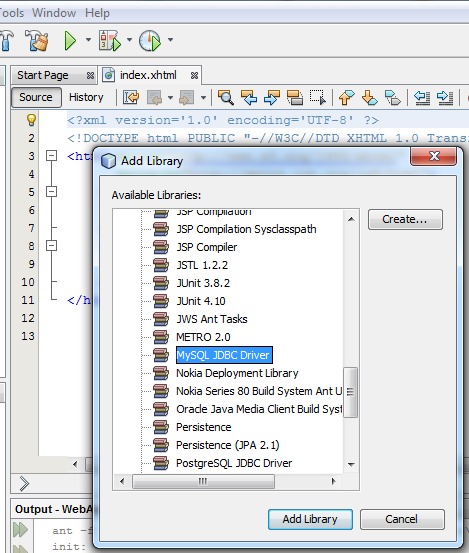 Tools Window Help
Start Page index.xhtml
Source History
1 <?xml version='1.0' encoding='UTF-8' ?>
2 <!DOCTYPE html PUBLIC "-//W3C//DTD XHTML 1.0 Transi
3 <h
4
5
6
7
8
9
10
11 </h
12
13
Add Library
Available Libraries:
Create...
JSP Compilation
JSP Compilation Sysclasspath
JSP Compiler
JSTL 1.2.2
JUnit 3.8.2
JUnit 4.10
JWS Ant Tasks
METRO 2.0
MySQL JDBC Driver
Nokia Deployment Library
Nokia Series 80 Build System Ant U
Oracle Java Media Client Build Syst
Persistence
Persistence (JPA 2.1)
PostgreSQL JDBC Driver
Add Library Cancel
Output - WebA
ant -f
init: